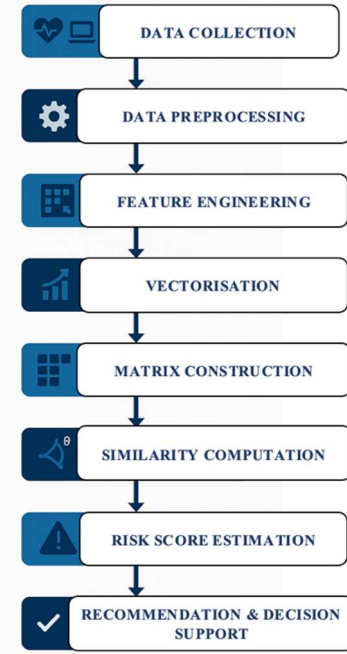 DATA COLLECTION
DATA PREPROCESSING
FEATURE ENGINEERING
VECTORISATION
MATRIX CONSTRUCTION
θ
SIMILARITY COMPUTATION
RISK SCORE ESTIMATION
RECOMMENDATION & DECISION
SUPPORT